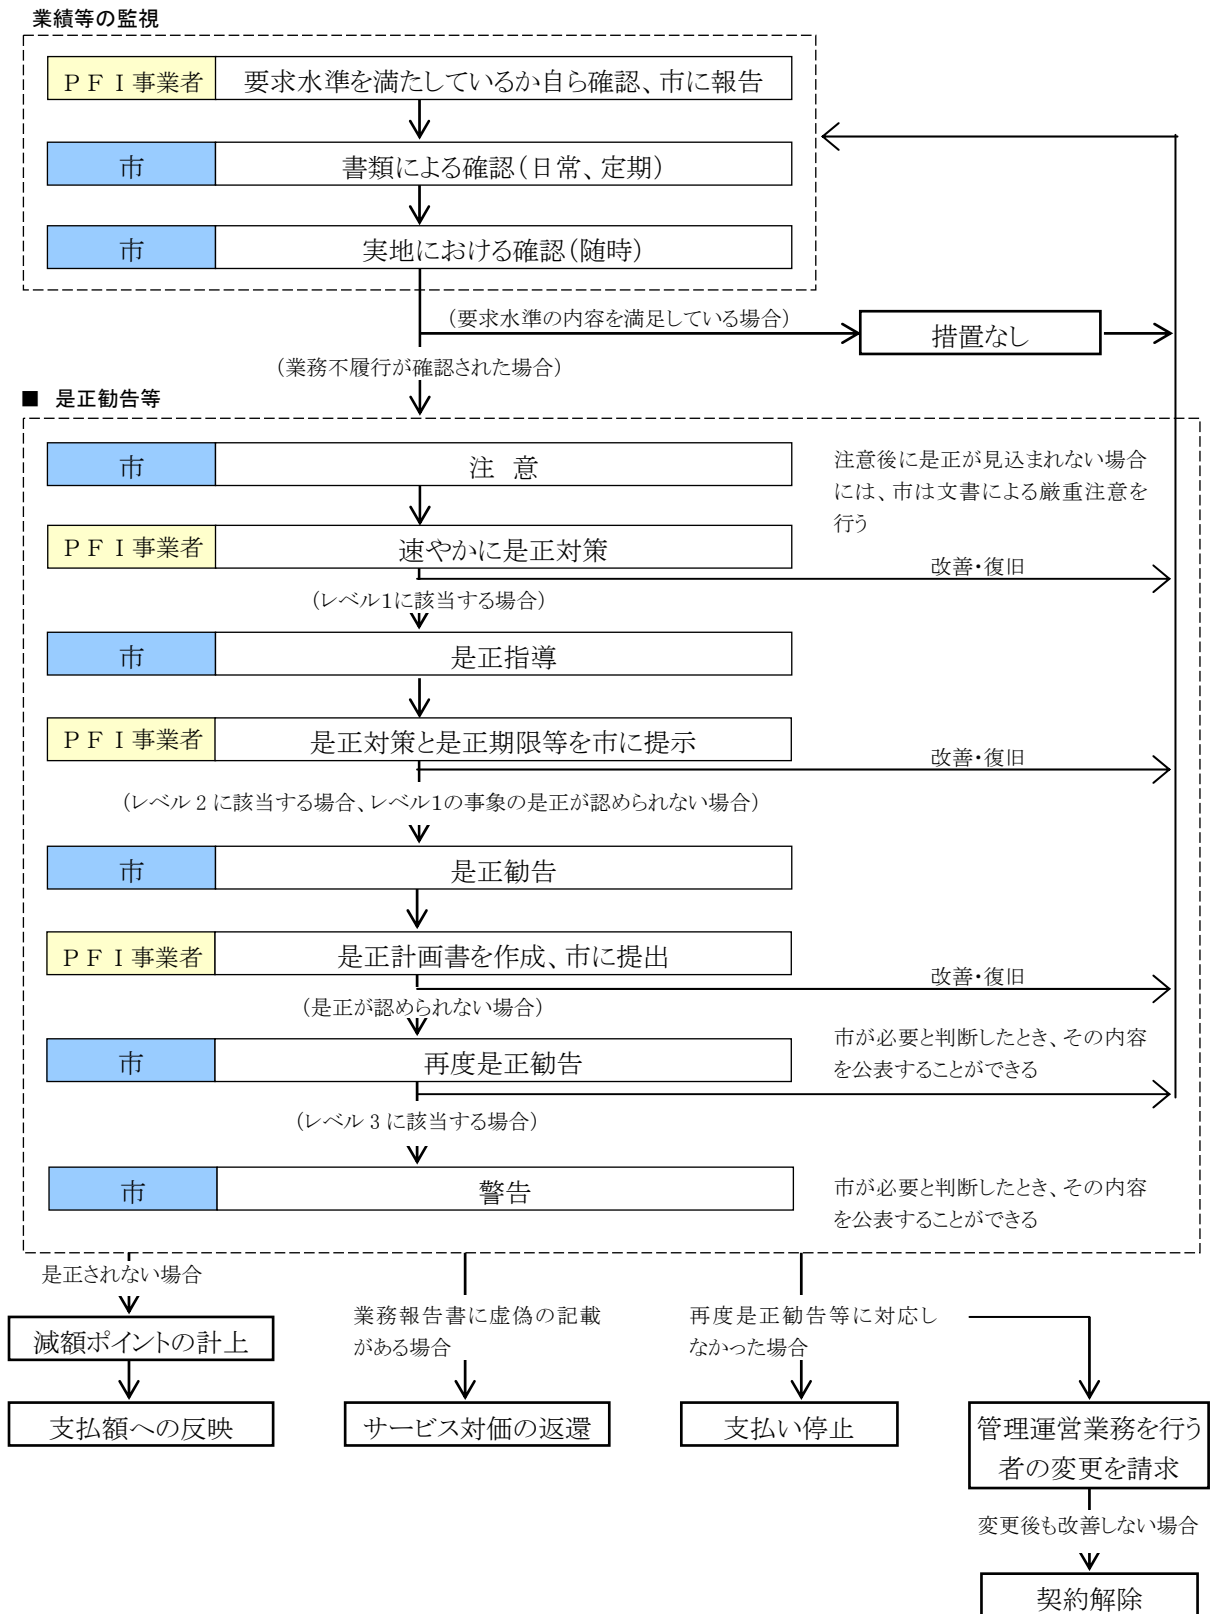 業績等の監視
ＰＦＩ事業者 要求水準を満たしているか自ら確認、市に報告
市 書類による確認（日常、定期）
市 実地における確認（随時）
（要求水準の内容を満足している場合）
措置なし
（業務不履行が確認された場合）
■ 是正勧告等
市 注 意
注意後に是正が見込まれない場合
には、市は文書による厳重注意を
行う
ＰＦＩ事業者 速やかに是正対策
改善・復旧
（レベル１に該当する場合）
市 是正指導
ＰＦＩ事業者 是正対策と是正期限等を市に提示
改善・復旧
（レベル２に該当する場合、レベル１の事象の是正が認められない場合）
市 是正勧告
ＰＦＩ事業者 是正計画書を作成、市に提出
改善・復旧
（是正が認められない場合）
市 再度是正勧告
市が必要と判断したとき、その内容
を公表することができる
（レベル３に該当する場合）
市 警告
市が必要と判断したとき、その内容
を公表することができる
是正されない場合
減額ポイントの計上
支払額への反映
業務報告書に虚偽の記載
がある場合
サービス対価の返還
再度是正勧告等に対応し
なかった場合
支払い停止
管理運営業務を行う
者の変更を請求
変更後も改善しない場合
契約解除